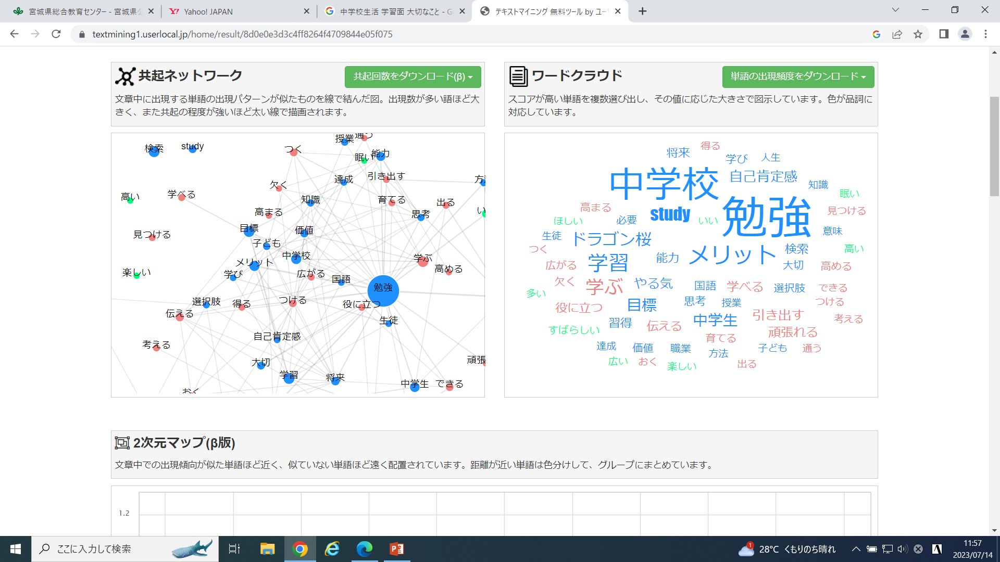 宮城県総合教育センター - 宮城県公
Yahoo! JAPAN
中学校生活 学習面 大切なこと - G
テキストマイニング 無料ツール by ユー
textmining1.userlocal.jp/home/result/8d0e0e3d3c4ff8264f4709844e05f075
共起ネットワーク
共起回数をダウンロード(β)
文章中に出現する単語の出現パターンが似たものを線で結んだ図。出現数が多い語ほど大
きく、また共起の程度が強いほど太い線で描画されます。
授業 通う
検索 study つく
眠い 能力
引き出す
達成 方
欠く
高い 学べる 知識 育てる 出る
高まる 思考 い
目標 価値
見つける 子ども
メリット 中学校 学ぶ
楽しい 学び 広がる 国語 高める
勉強
選択肢 得る つける 役に立つ
伝える 生徒
自己肯定感
考える
大切 頑張
学習 将来 中学生 できる
おく
ワードクラウド
単語の出現頻度をダウンロード
スコアが高い単語を複数選び出し、その値に応じた大きさで図示しています。色が品詞に
対応しています。
将来 得る 学び 人生
中学校 自己肯定感 知識
眠い
高まる study 勉強 見つける
ほしい 必要 いい
生徒 ドラゴン桜 意味
つく 学習 能力 メリット 検索 高い
広がる 大切 高める
欠く 学ぶ やる気 国語 学べる 選択肢 できる
多い
役に立つ 目標 思考 授業 つける
習得 伝える 中学生 引き出す 考える
すばらしい 頑張れる
育てる
達成 価値 職業 方法 子ども 通う
広い おく 楽しい 出る
2次元マップ(β版)
文章中での出現傾向が似た単語ほど近く、似ていない単語ほど遠く配置されています。距離が近い単語は色分けして、グループにまとめています。
1.2
ここに入力して検索
1
28°C くもりのち晴れ
A
11:57
2023/07/14